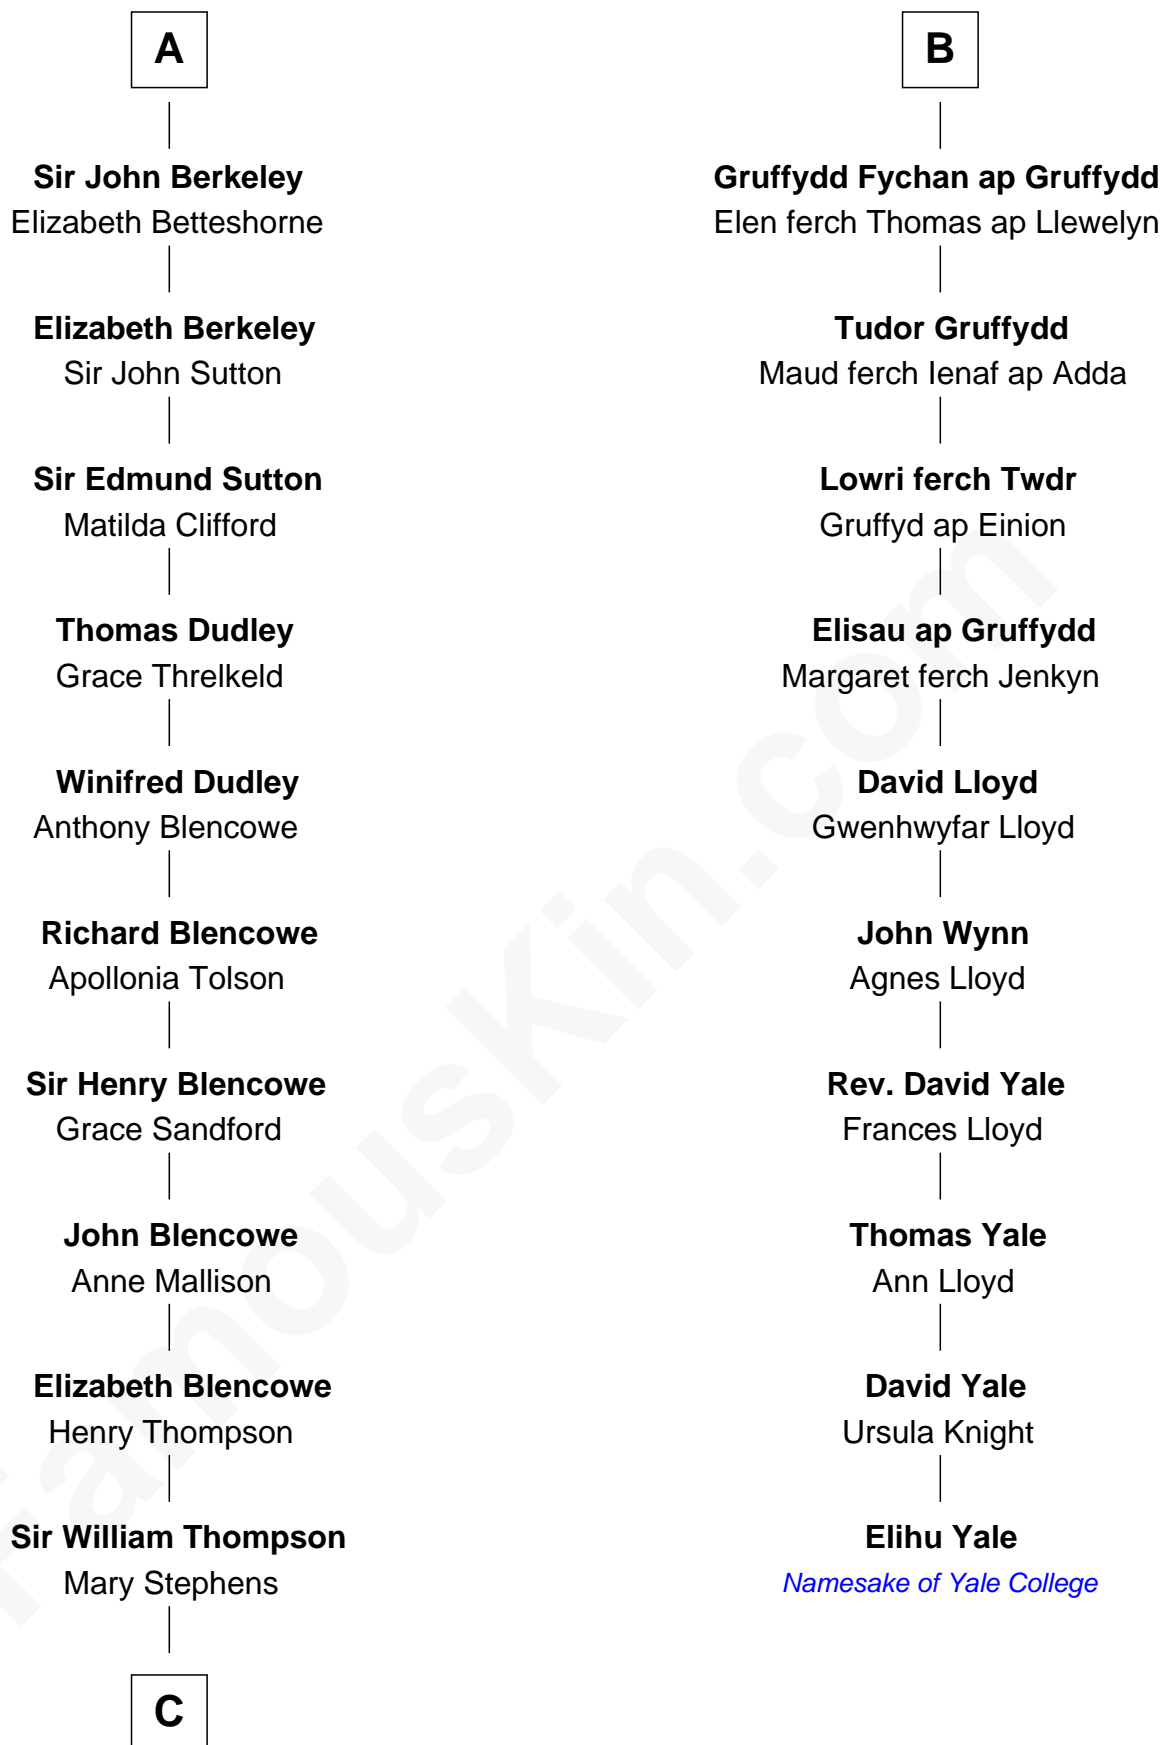 A
Sir John Berkeley
Elizabeth Betteshorne
Elizabeth Berkeley
Sir John Sutton
Sir Edmund Sutton
Matilda Clifford
Thomas Dudley
Grace Threlkeld
Winifred Dudley
Anthony Blencowe
Richard Blencowe
Apollonia Tolson
Sir Henry Blencowe
Grace Sandford
John Blencowe
Anne Mallison
Elizabeth Blencowe
Henry Thompson
Sir William Thompson
Mary Stephens
C
B
Gruffydd Fychan ap Gruffydd
Elen ferch Thomas ap Llewelyn
Tudor Gruffydd
Maud ferch Ienaf ap Adda
Lowri ferch Twdr
Gruffyd ap Einion
Elisau ap Gruffydd
Margaret ferch Jenkyn
David Lloyd
Gwenhwyfar Lloyd
John Wynn
Agnes Lloyd
Rev. David Yale
Frances Lloyd
Thomas Yale
Ann Lloyd
David Yale
Ursula Knight
Elihu Yale
Namesake of Yale College
FamousKin.com